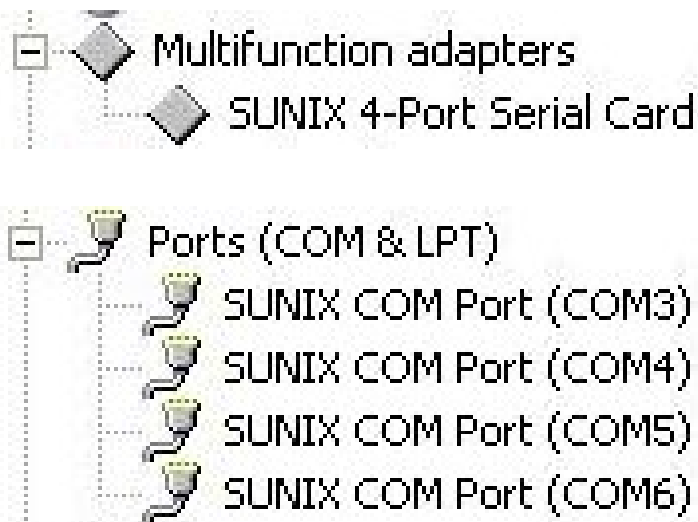 Multifunction adapters
SUNIX 4-Port Serial Card
Ports (COM & LPT)
SUNIX COM Port (COM3)
SUNIX COM Port (COM4)
SUNIX COM Port (COM5)
SUNIX COM Port (COM6)